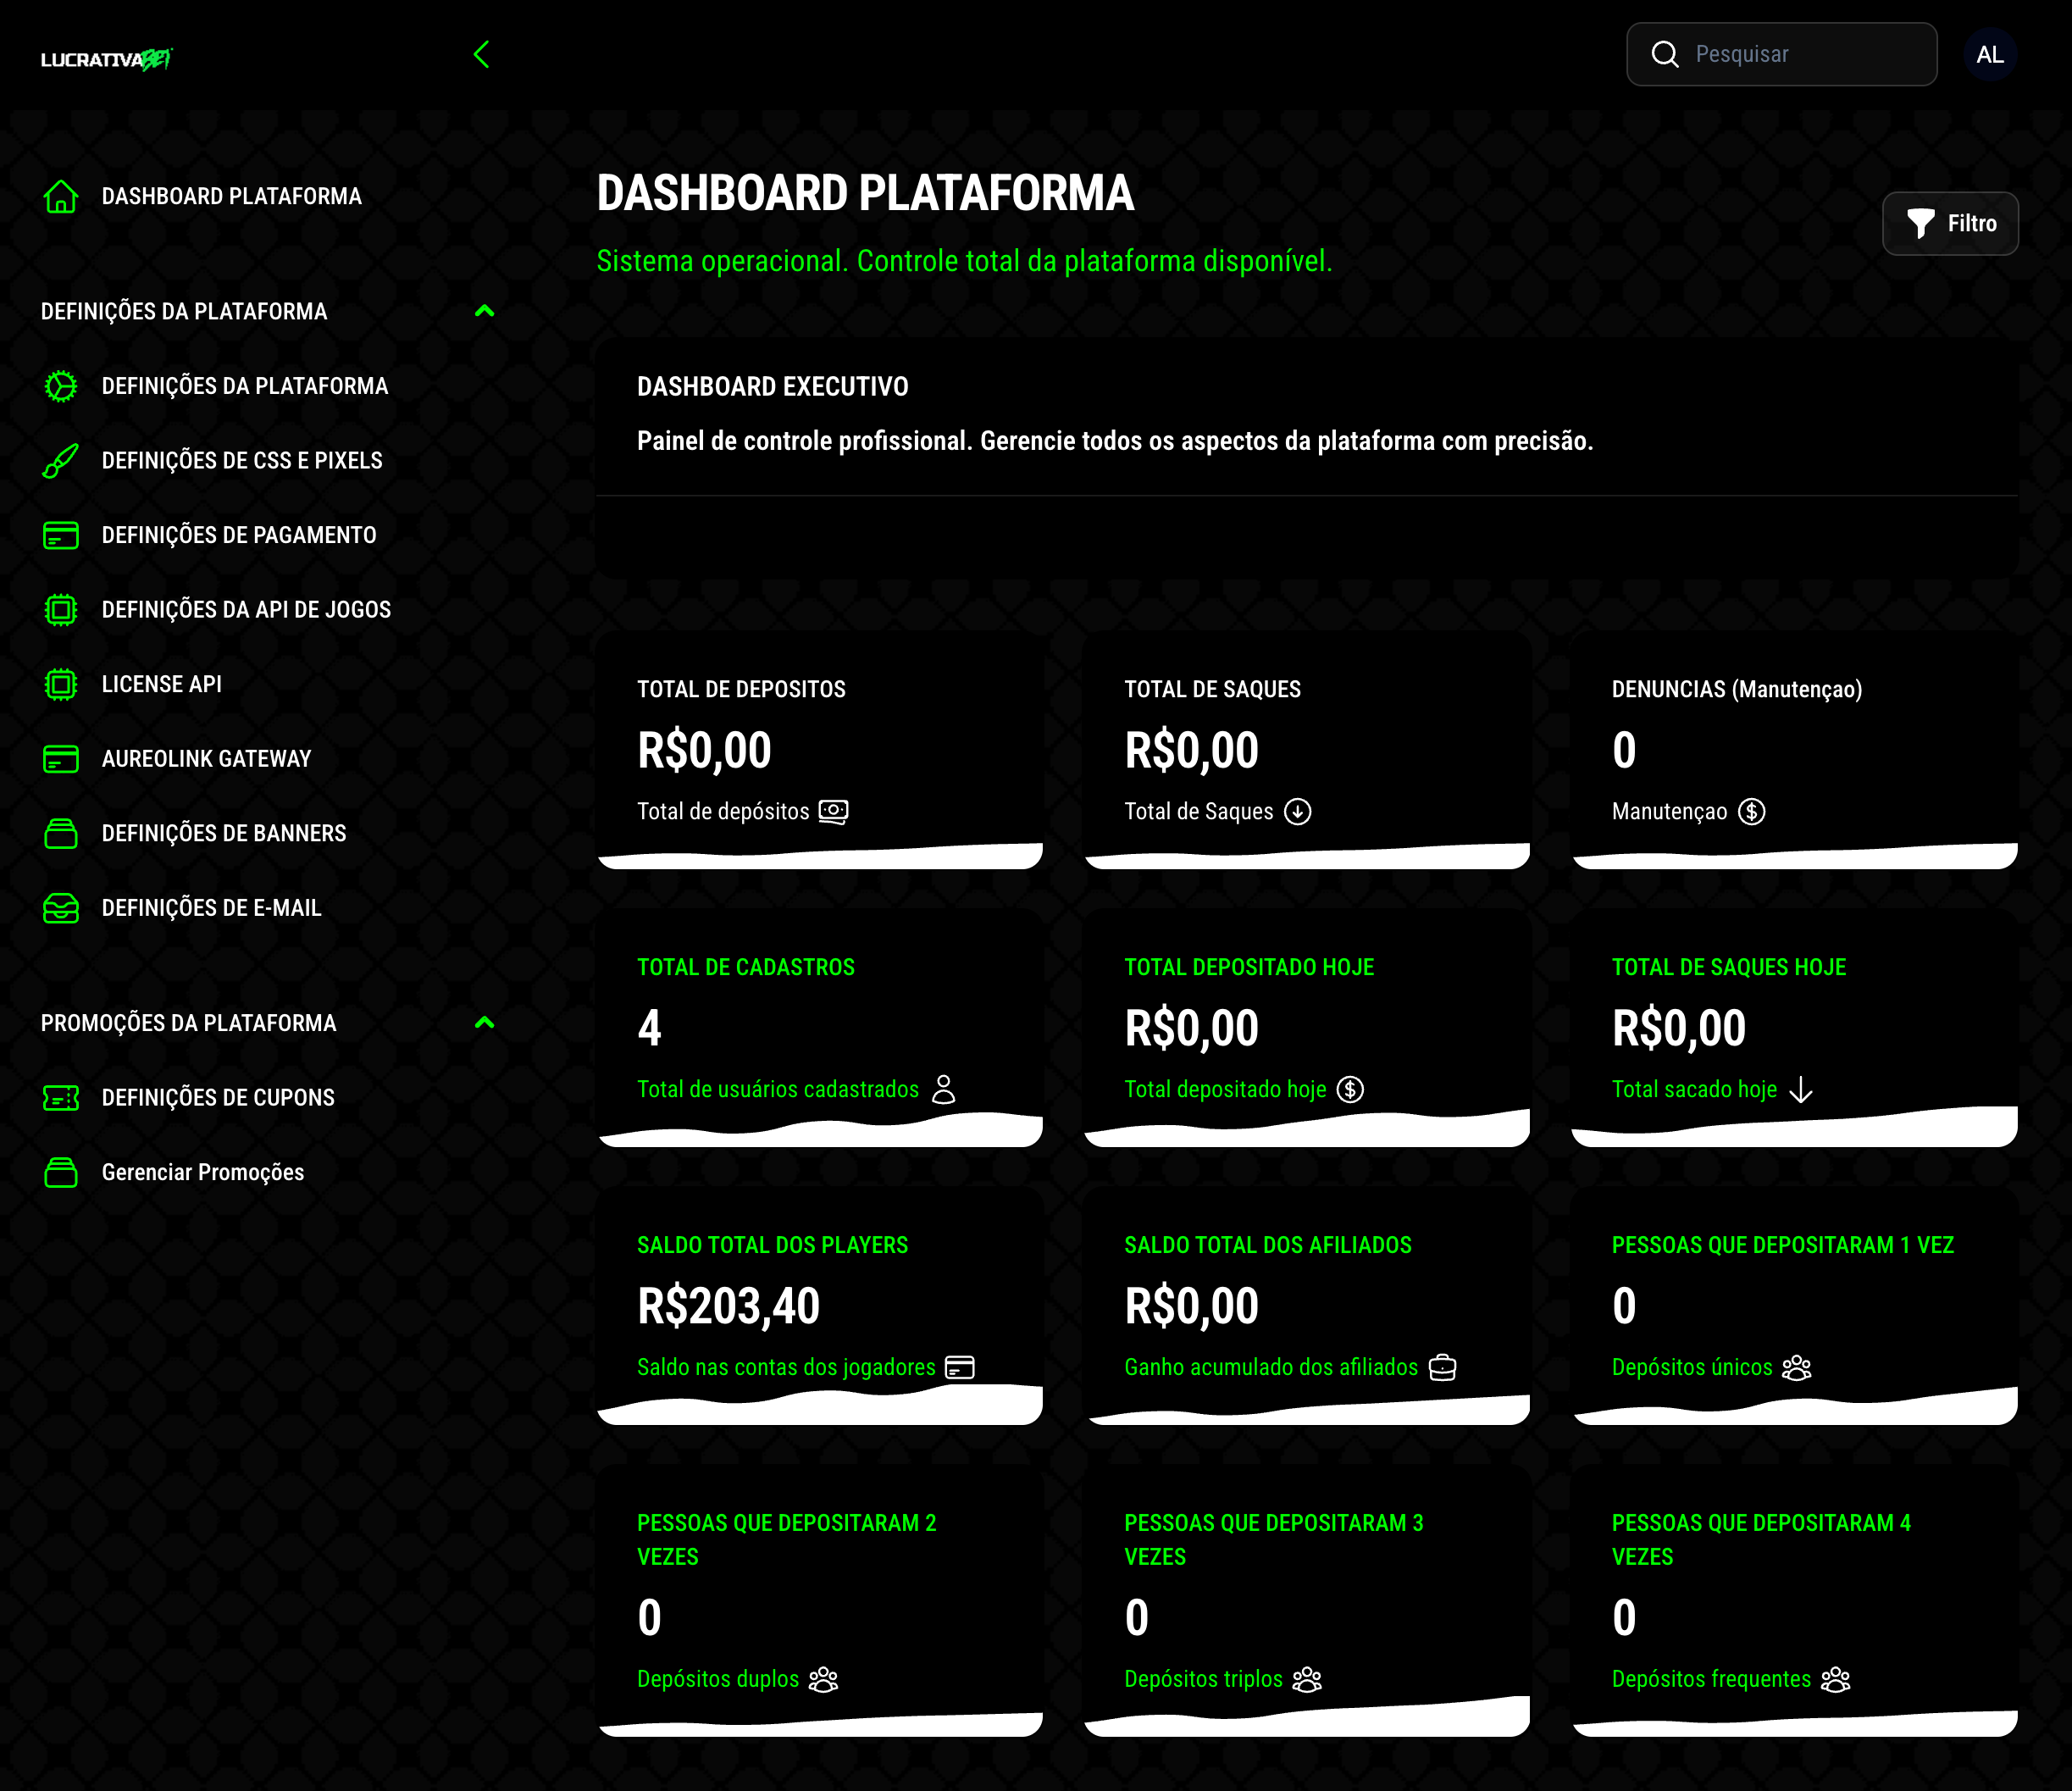 LUCRATIVABET
Pesquisar
AL
DASHBOARD PLATAFORMA
DEFINIÇÕES DA PLATAFORMA
DEFINIÇÕES DA PLATAFORMA
DEFINIÇÕES DE CSS E PIXELS
DEFINIÇÕES DE PAGAMENTO
DEFINIÇÕES DA API DE JOGOS
LICENSE API
AUREOLINK GATEWAY
DEFINIÇÕES DE BANNERS
DEFINIÇÕES DE E-MAIL
PROMOÇÕES DA PLATAFORMA
DEFINIÇÕES DE CUPONS
Gerenciar Promoções
DASHBOARD PLATAFORMA
Sistema operacional. Controle total da plataforma disponível.
Filtro
DASHBOARD EXECUTIVO
Painel de controle profissional. Gerencie todos os aspectos da plataforma com precisão.
TOTAL DE DEPOSITOS
R$0,00
Total de depósitos
TOTAL DE SAQUES
R$0,00
Total de Saques
DENUNCIAS (Manutençao)
0
Manutençao
TOTAL DE CADASTROS
4
Total de usuários cadastrados
TOTAL DEPOSITADO HOJE
R$0,00
Total depositado hoje
TOTAL DE SAQUES HOJE
R$0,00
Total sacado hoje
SALDO TOTAL DOS PLAYERS
R$203,40
Saldo nas contas dos jogadores
SALDO TOTAL DOS AFILIADOS
R$0,00
Ganho acumulado dos afiliados
PESSOAS QUE DEPOSITARAM 1 VEZ
0
Depósitos únicos
PESSOAS QUE DEPOSITARAM 2
VEZES
0
Depósitos duplos
PESSOAS QUE DEPOSITARAM 3
VEZES
0
Depósitos triplos
PESSOAS QUE DEPOSITARAM 4
VEZES
0
Depósitos frequentes